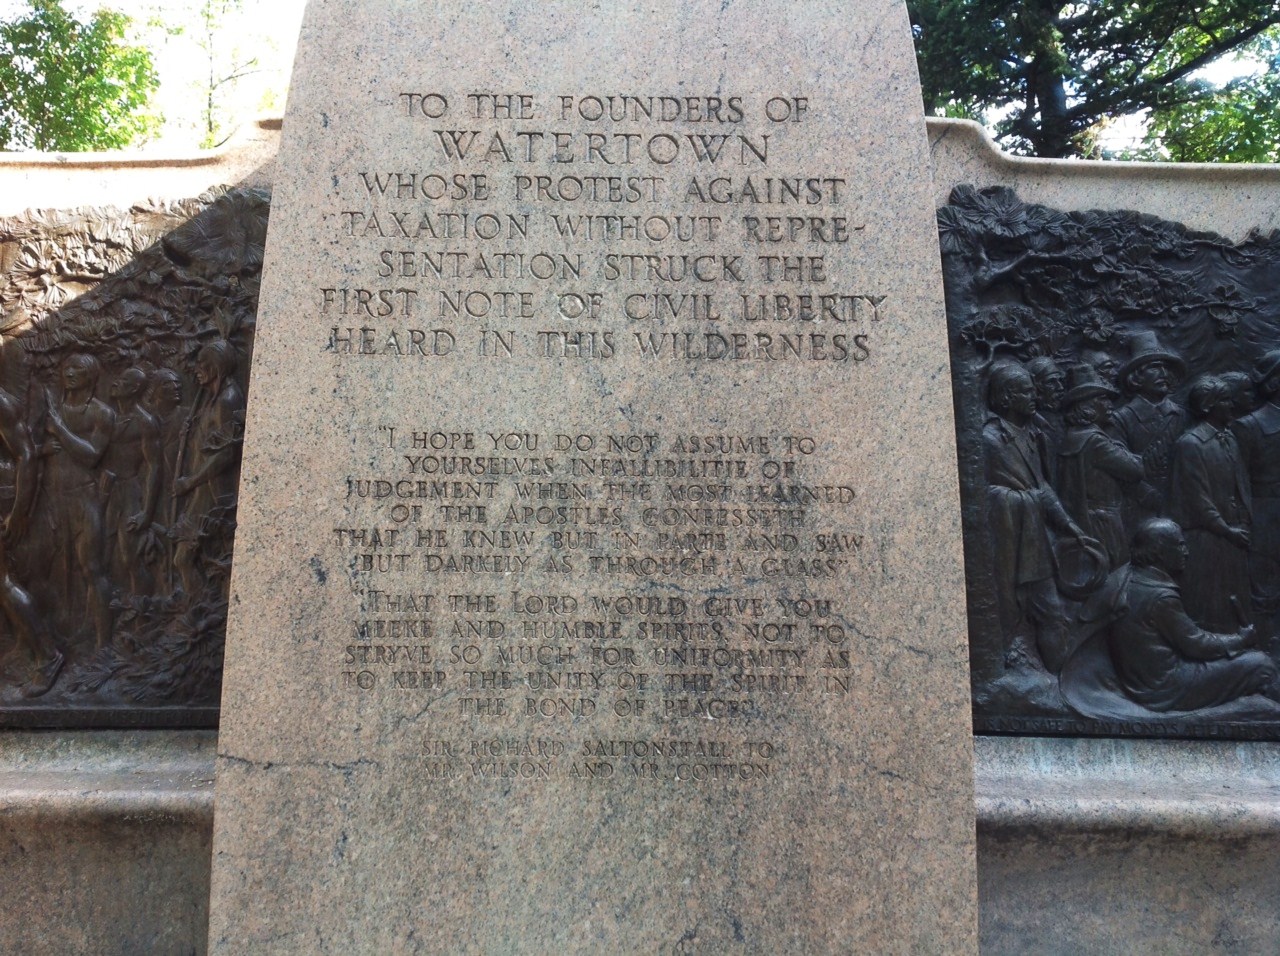 TO THE FOUNDERS OF
WATERTOWN
WHOSE PROTEST AGAINST
TAXATION WITHOUT REPRE-
SENTATION STRUCK THE
FIRST NOTE OF CIVIL LIBERTY
HEARD IN THIS WILDERNESS
"I HOPE YOU DO NOT ASSUME TO
YOURSELVES INFALLIBILITIE OF
JUDGEMENT WHEN THE MOST LEARNED
OF THE APOSTLES CONFESSETH
THAT HE KNEW BUT IN PARTE AND SAW
BUT DARKELY AS THROUGH A GLASS"
"THAT THE LORD WOULD GIVE YOU
MEEKE AND HUMBLE SPIRITS NOT TO
STRYVE SO MUCH FOR UNIFORMITY AS
TO KEEP THE UNITY OF THE SPIRIT IN
THE BOND OF PEACE"
SIR RICHARD SALTONSTALL TO
MR. WILSON AND MR. COTTON